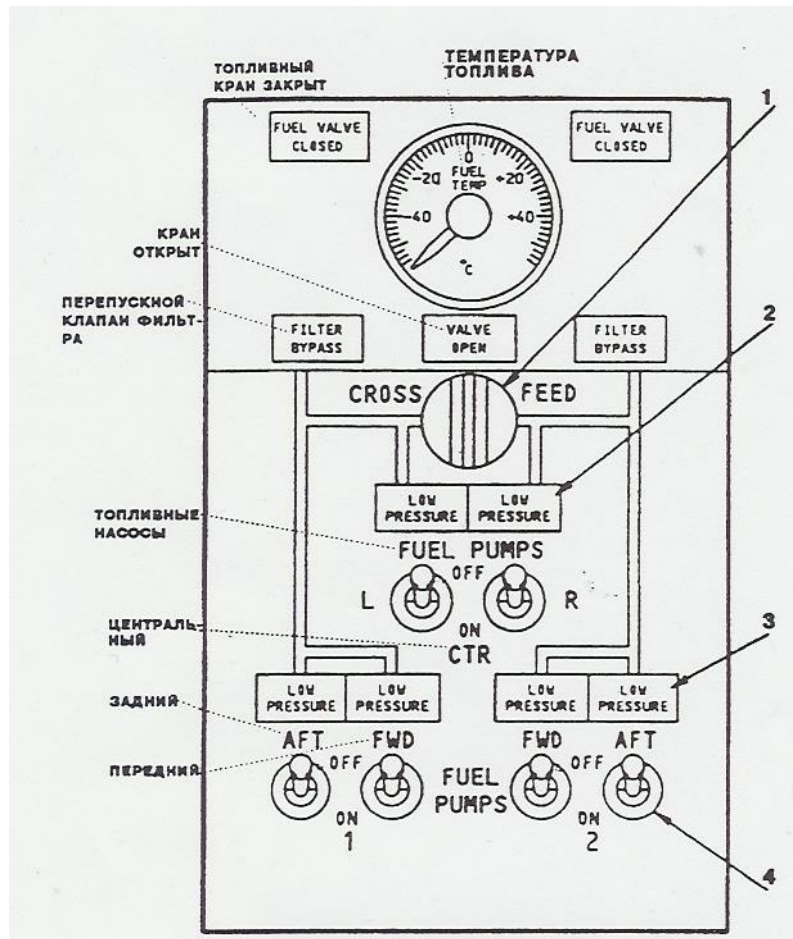 ТЕМПЕРАТУРА
ТОПЛИВА
ТОПЛИВНЫЙ
КРАН ЗАКРЫТ
1
FUEL VALVE
CLOSED
FUEL VALVE
CLOSED
0
-20
FUEL
TEMP
+20
-40
+40
°C
КРАН
ОТКРЫТ
ПЕРЕПУСКНОЙ
КЛАПАН ФИЛЬТ-
РА
2
FILTER
BYPASS
VALVE
OPEN
FILTER
BYPASS
CROSS FEED
LOW
PRESSURE
LOW
PRESSURE
ТОПЛИВНЫЕ
НАСОСЫ
FUEL PUMPS
OFF
L
R
ON
CTR
ЦЕНТРАЛЬ-
НЫЙ
3
LOW
PRESSURE
LOW
PRESSURE
LOW
PRESSURE
LOW
PRESSURE
ЗАДНИЙ
AFT
FWD
FWD
AFT
ПЕРЕДНИЙ
OFF
OFF
FUEL
PUMPS
ON
1
ON
2
4